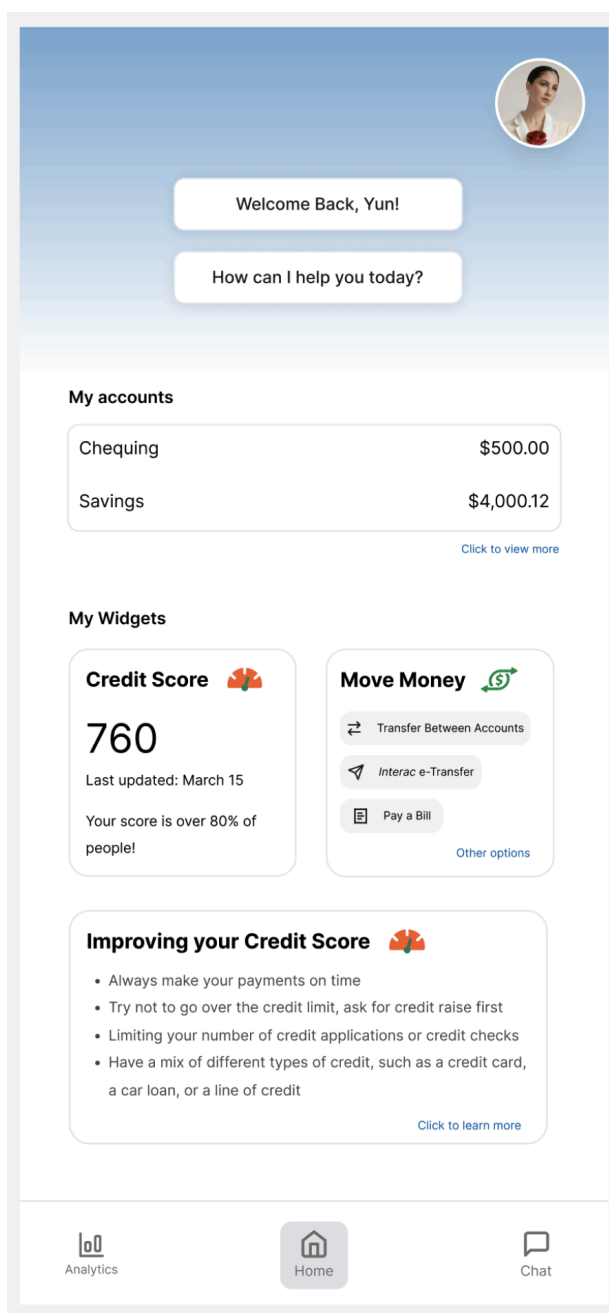 Welcome Back, Yun!
How can I help you today?
My accounts
Chequing $500.00
Savings $4,000.12
Click to view more
My Widgets
Credit Score
760
Last updated: March 15
Your score is over 80% of
people!
Move Money
Transfer Between Accounts
Interac e-Transfer
Pay a Bill
Other options
Improving your Credit Score
• Always make your payments on time
• Try not to go over the credit limit, ask for credit raise first
• Limiting your number of credit applications or credit checks
• Have a mix of different types of credit, such as a credit card,
a car loan, or a line of credit
Click to learn more
Analytics
Home
Chat